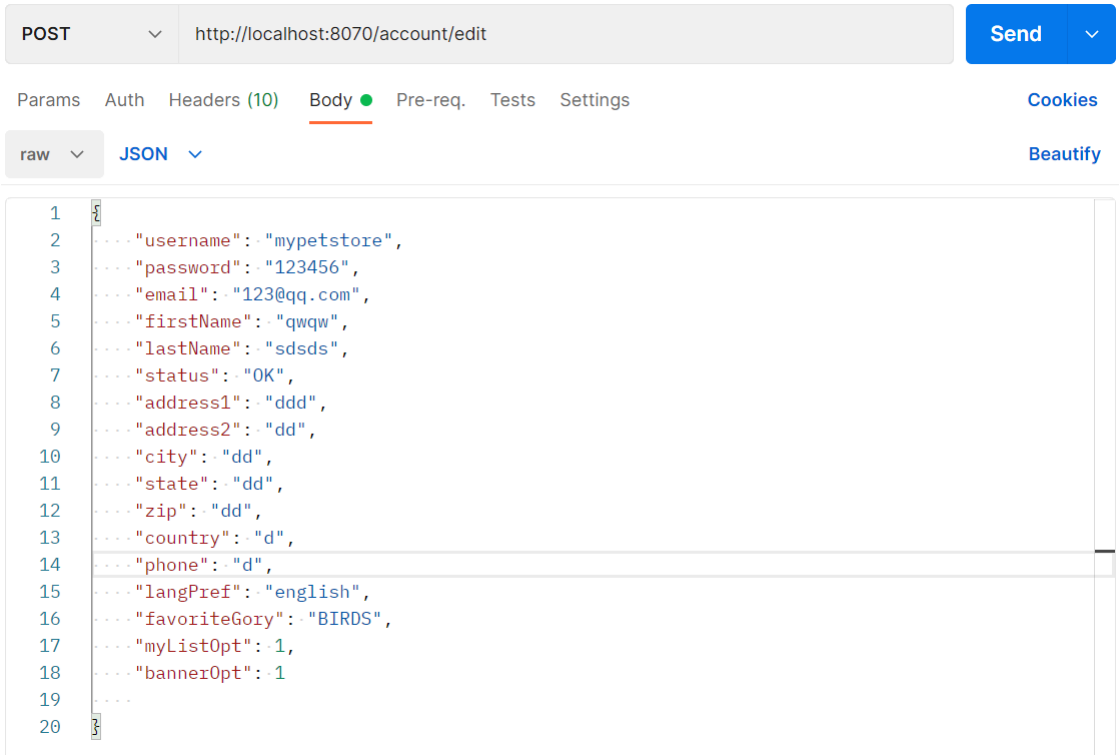 POST http://localhost:8070/account/edit Send
Params Auth Headers (10) Body Pre-req. Tests Settings Cookies
raw JSON Beautify
1 {
2 "username": "mypetstore",
3 "password": "123456",
4 "email": "123@qq.com",
5 "firstName": "qwqw",
6 "lastName": "sdsds",
7 "status": "OK",
8 "address1": "ddd",
9 "address2": "dd",
10 "city": "dd",
11 "state": "dd",
12 "zip": "dd",
13 "country": "d",
14 "phone": "d",
15 "langPref": "english",
16 "favoriteGory": "BIRDS",
17 "myListOpt": 1,
18 "bannerOpt": 1
19
20 }